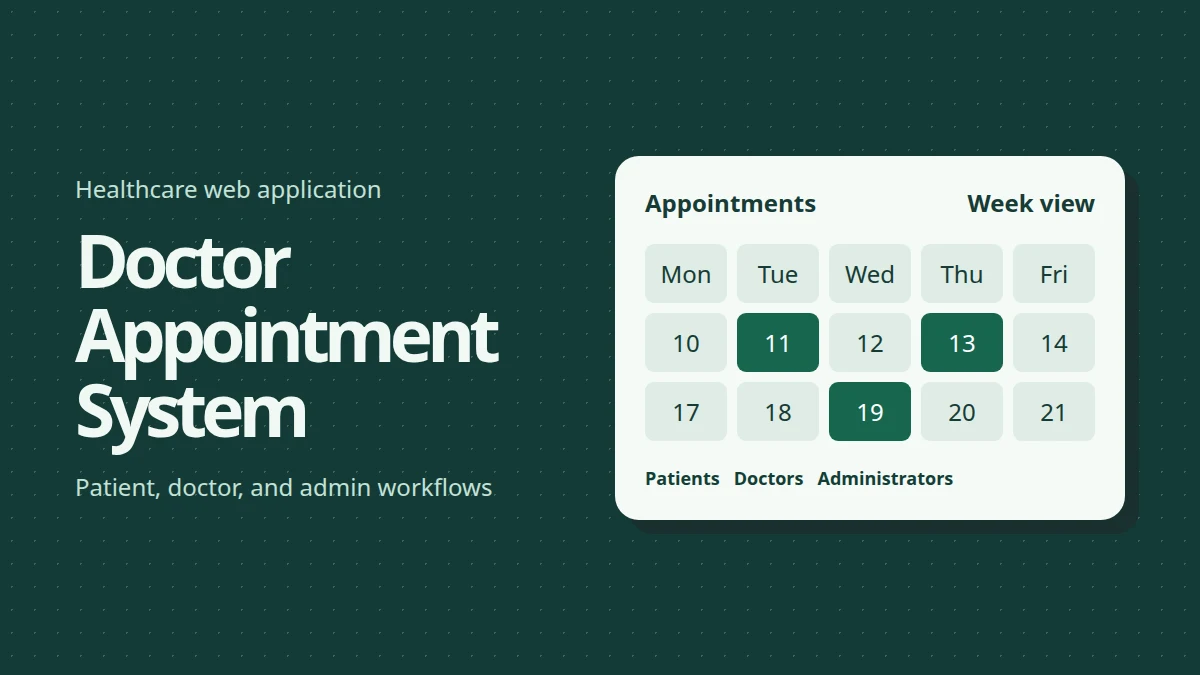 Healthcare web application
Doctor
Appointment
System
Patient, doctor, and admin workflows
Appointments Week view
Mon Tue Wed Thu Fri
10 11 12 13 14
17 18 19 20 21
Patients Doctors Administrators